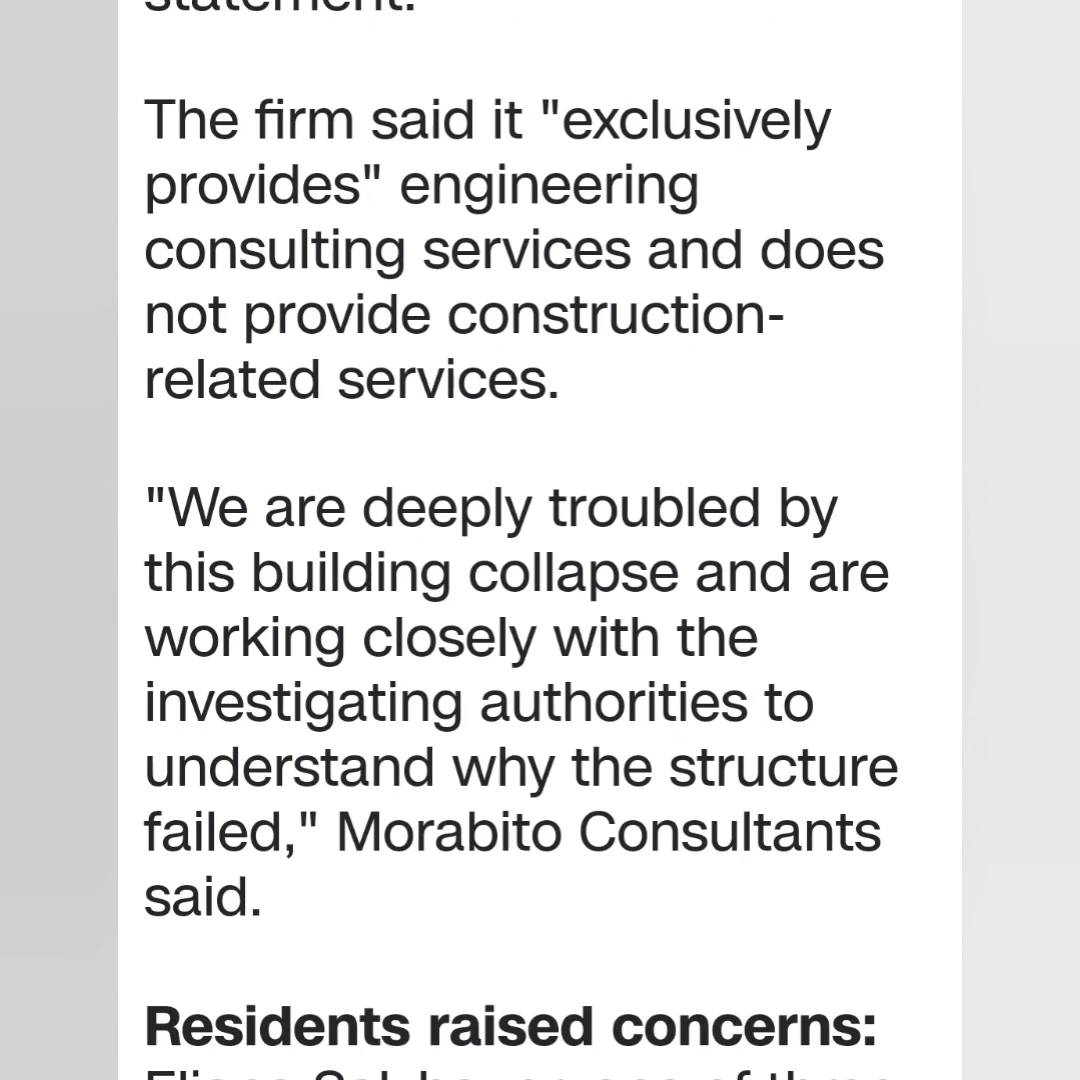 statement.
The firm said it "exclusively
provides" engineering
consulting services and does
not provide construction-
related services.
"We are deeply troubled by
this building collapse and are
working closely with the
investigating authorities to
understand why the structure
failed," Morabito Consultants
said.
Residents raised concerns: